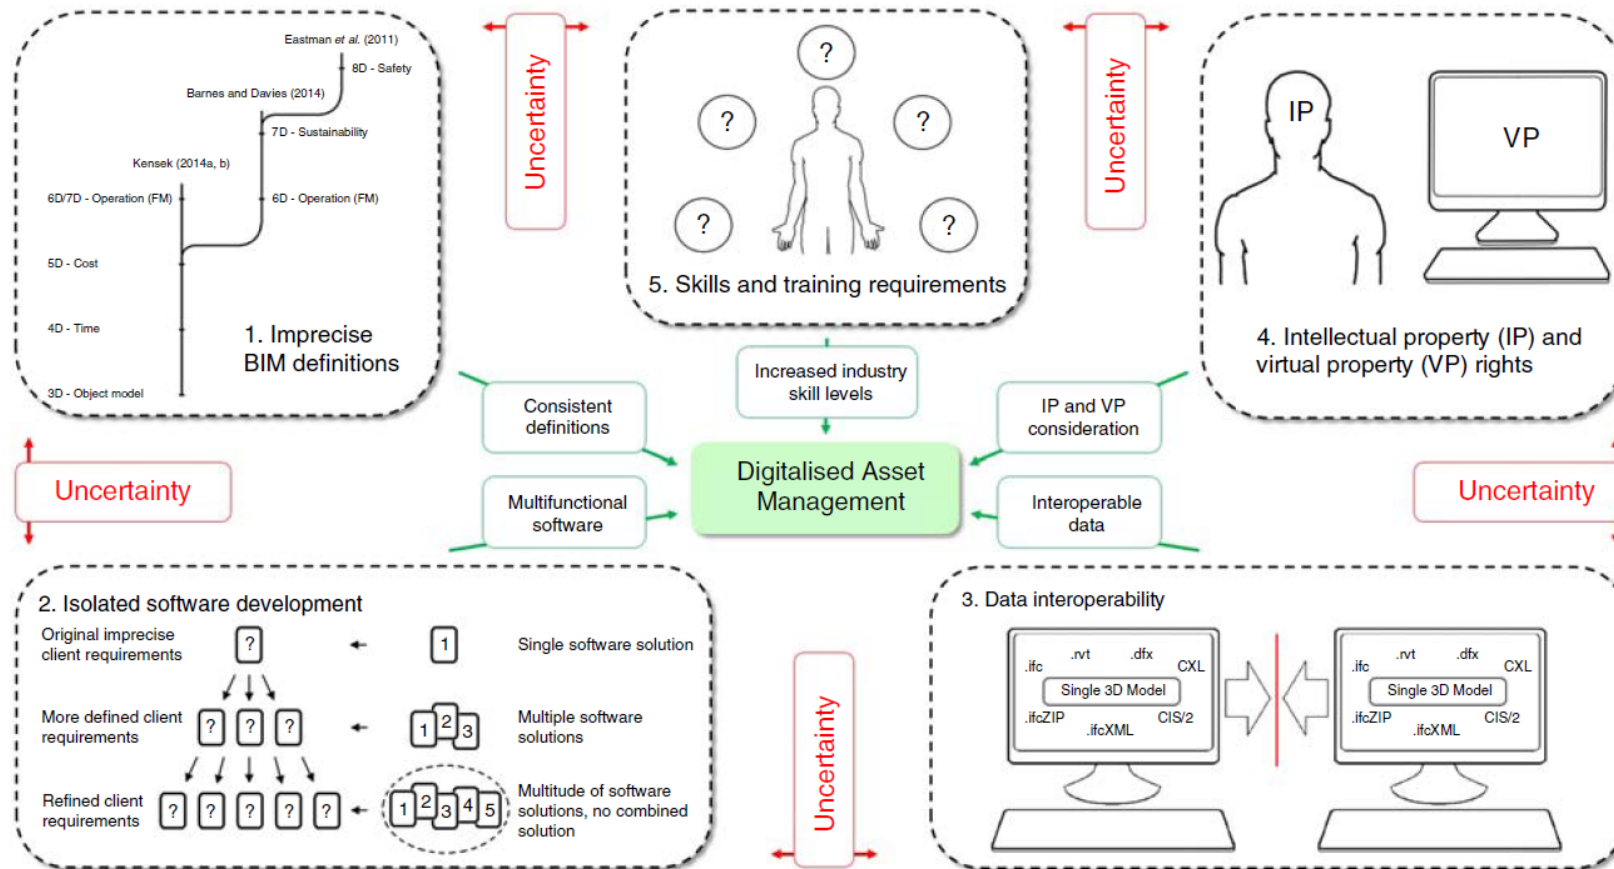 Eastman et al. (2011)
8D - Safety
Barnes and Davies (2014)
7D - Sustainability
Kensek (2014a, b)
6D/7D - Operation (FM)
6D - Operation (FM)
5D - Cost
4D - Time
3D - Object model
1. Imprecise
BIM definitions
Uncertainty
?
?
?
?
?
5. Skills and training requirements
Uncertainty
IP
VP
4. Intellectual property (IP) and
virtual property (VP) rights
Consistent
definitions
Increased industry
skill levels
IP and VP
consideration
Uncertainty
Digitalised Asset
Management
Uncertainty
Multifunctional
software
Interoperable
data
2. Isolated software development
Original imprecise
client requirements
?
1
Single software solution
More defined client
requirements
? ? ?
1 2 3
Multiple software
solutions
Refined client
requirements
? ? ? ? ?
1 2 3 4 5
Multitude of software
solutions, no combined
solution
Uncertainty
3. Data interoperability
.ifc .rvt .dfx CXL
Single 3D Model
.ifcZIP .ifcXML CIS/2
.ifc .rvt .dfx CXL
Single 3D Model
.ifcZIP .ifcXML CIS/2